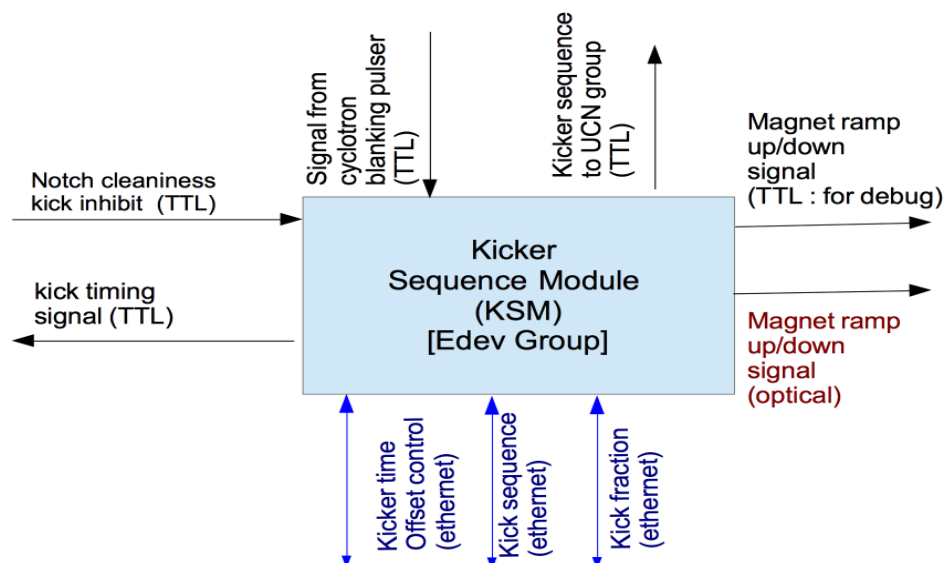 Signal from
cyclotron
blanking pulser
(TTL)
Kicker sequence
to UCN group
(TTL)
Magnet ramp
up/down
signal
(TTL : for debug)
Notch cleaniness
kick inhibit (TTL)
Kicker
Sequence Module
(KSM)
[Edev Group]
kick timing
signal (TTL)
Magnet ramp
up/down
signal
(optical)
Kicker time
Offset control
(ethernet)
Kick sequence
(ethernet)
Kick fraction
(ethernet)